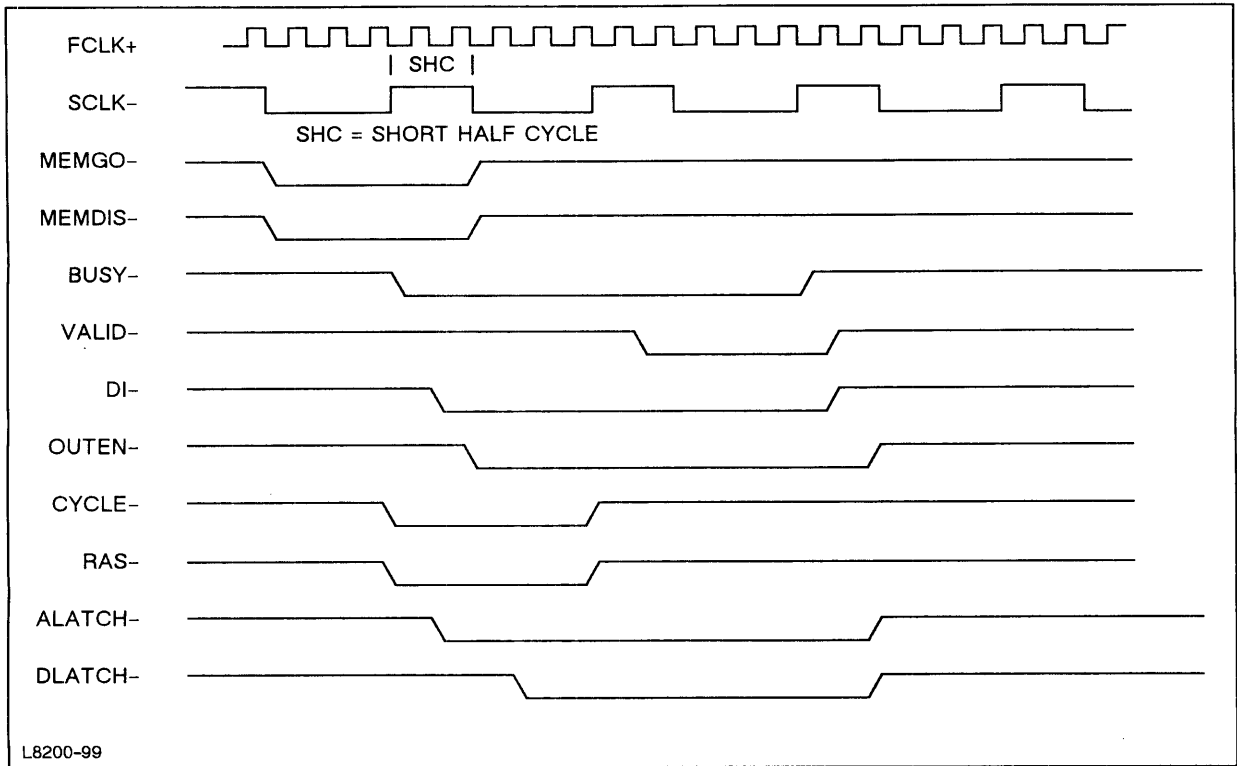 FCLK+
| SHC |
SCLK-
SHC = SHORT HALF CYCLE
MEMGO-
MEMDIS-
BUSY-
VALID-
DI-
OUTEN-
CYCLE-
RAS-
ALATCH-
DLATCH-
L8200-99